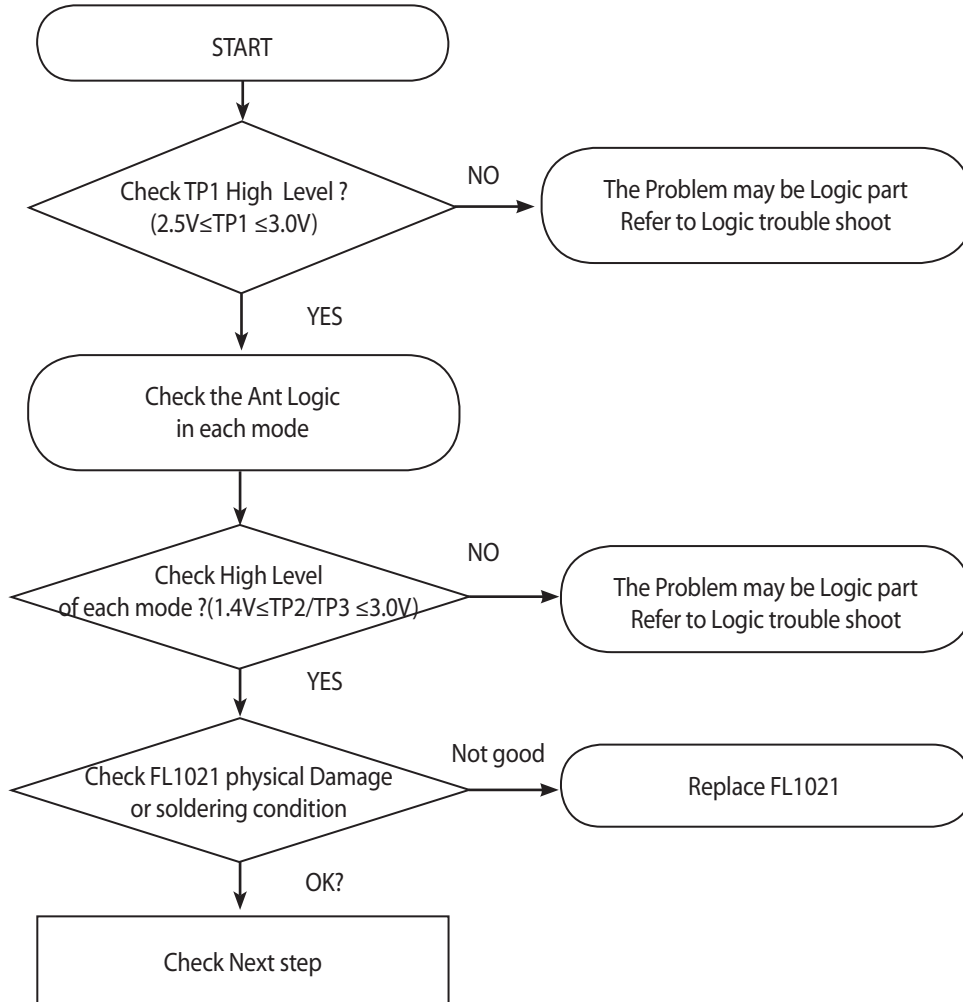 START
Check TP1 High Level ?
(2.5V≤TP1 ≤3.0V)
NO
The Problem may be Logic part
Refer to Logic trouble shoot
YES
Check the Ant Logic
in each mode
Check High Level
of each mode ?(1.4V≤TP2/TP3 ≤3.0V)
NO
The Problem may be Logic part
Refer to Logic trouble shoot
YES
Check FL1021 physical Damage
or soldering condition
Not good
Replace FL1021
OK?
Check Next step